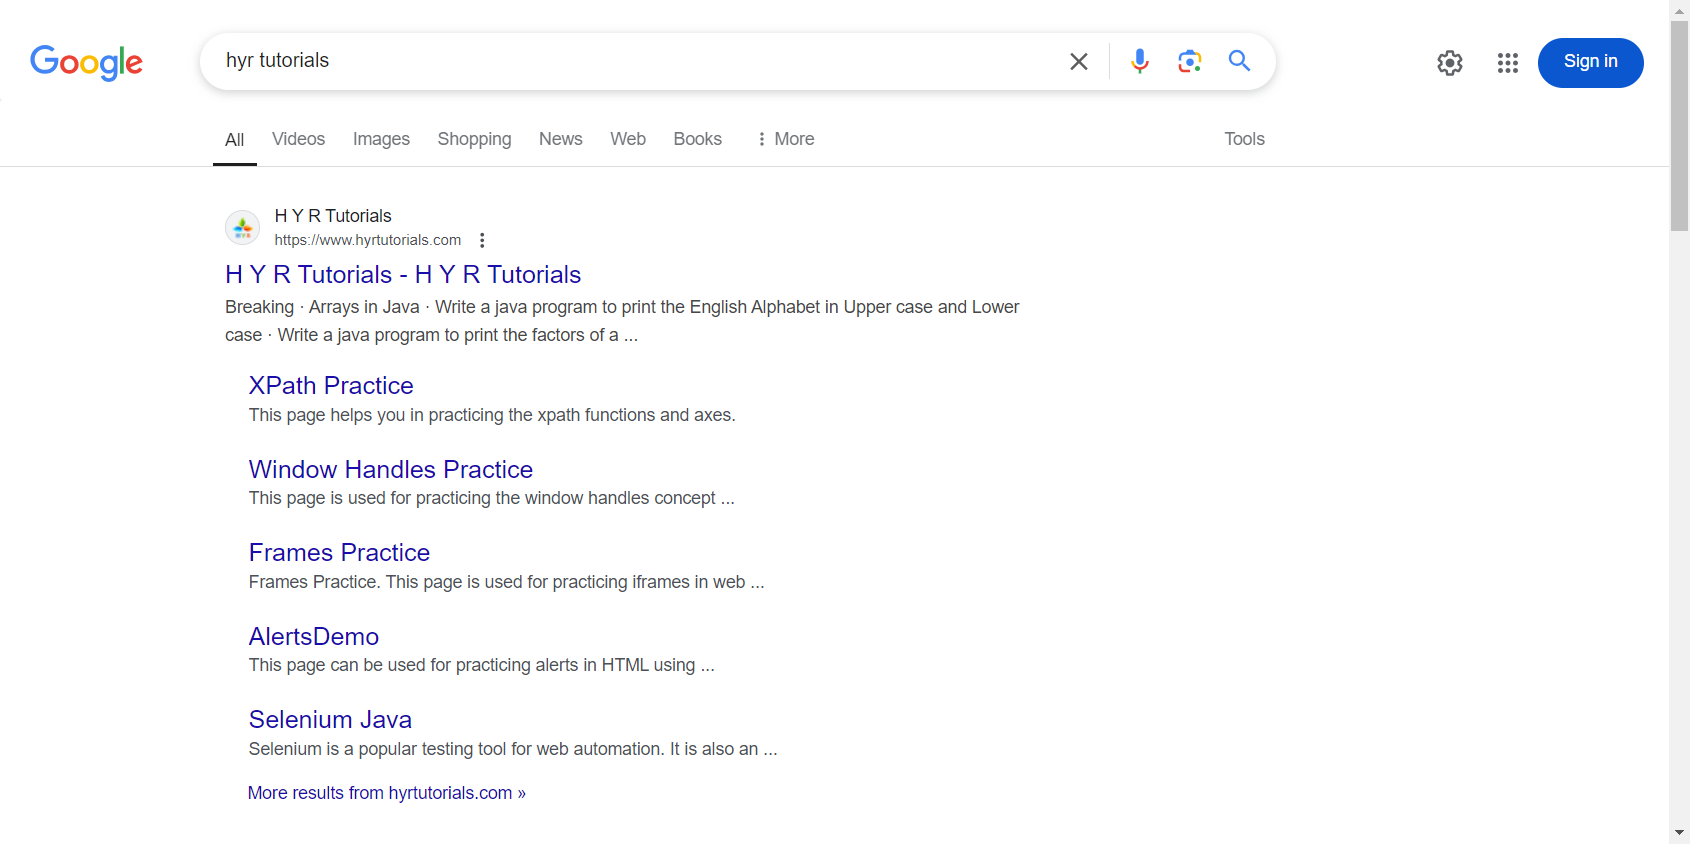 Google
hyr tutorials
Sign in
All Videos Images Shopping News Web Books More Tools
H Y R Tutorials
https://www.hyrtutorials.com
H Y R Tutorials - H Y R Tutorials
Breaking · Arrays in Java · Write a java program to print the English Alphabet in Upper case and Lower
case · Write a java program to print the factors of a ...
XPath Practice
This page helps you in practicing the xpath functions and axes.
Window Handles Practice
This page is used for practicing the window handles concept ...
Frames Practice
Frames Practice. This page is used for practicing iframes in web ...
AlertsDemo
This page can be used for practicing alerts in HTML using ...
Selenium Java
Selenium is a popular testing tool for web automation. It is also an ...
More results from hyrtutorials.com »